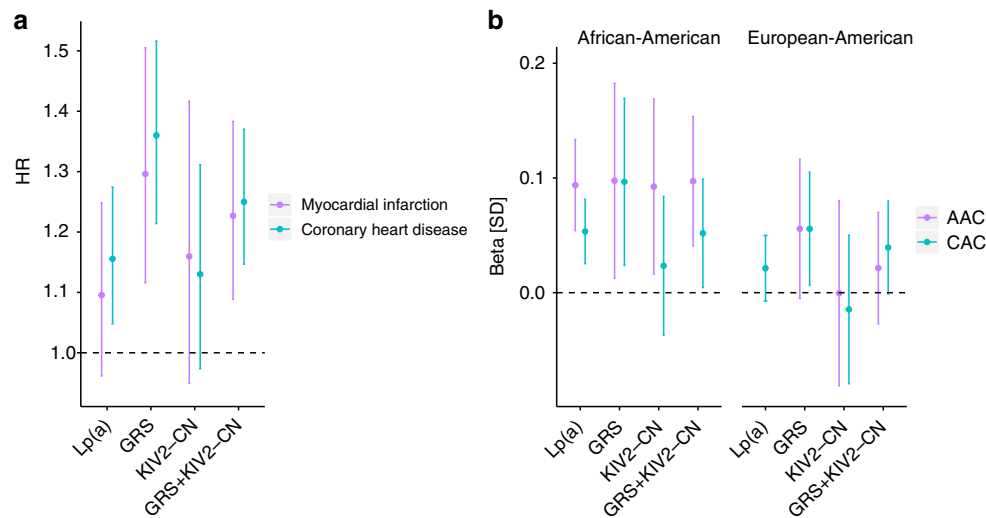 a
HR
1.5
1.4
1.3
1.2
1.1
1.0
Lp(a)
GRS
KIV2–CN
GRS+KIV2–CN
Myocardial infarction
Coronary heart disease
b
African-American
European-American
Beta [SD]
0.2
0.1
0.0
Lp(a)
GRS
KIV2–CN
GRS+KIV2–CN
Lp(a)
GRS
KIV2–CN
GRS+KIV2–CN
AAC
CAC